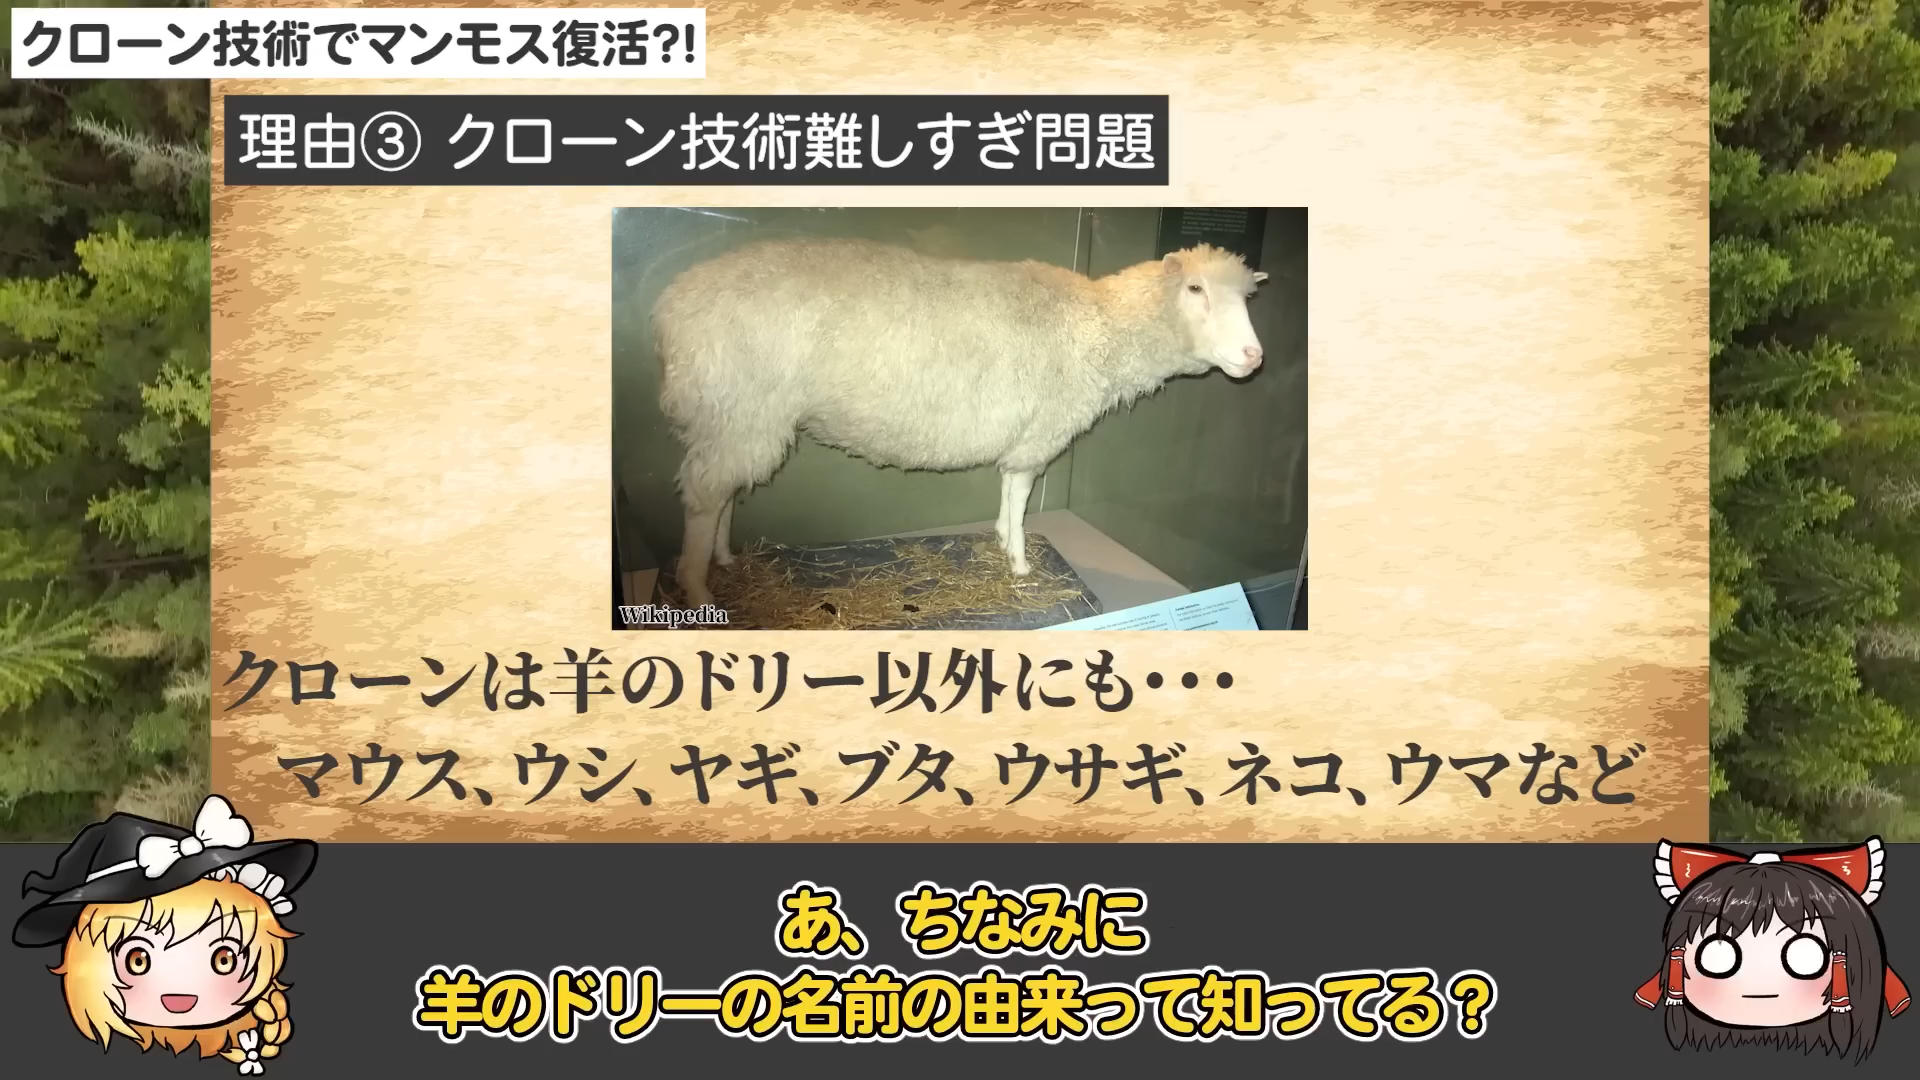 クローン技術でマンモス復活?!
理由③ クローン技術難しすぎ問題
Wikipedia
クローンは羊のドリー以外にも・・・
マウス、ウシ、ヤギ、ブタ、ウサギ、ネコ、ウマなど
あ、ちなみに
羊のドリーの名前の由来って知ってる？